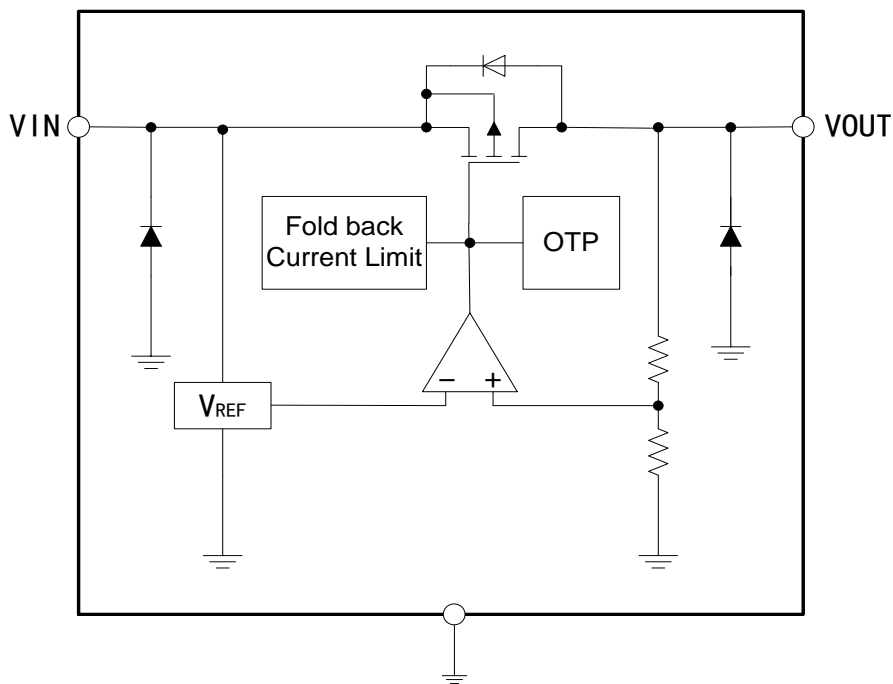 VIN
VOUT
Fold back
Current Limit
OTP
− +
VREF